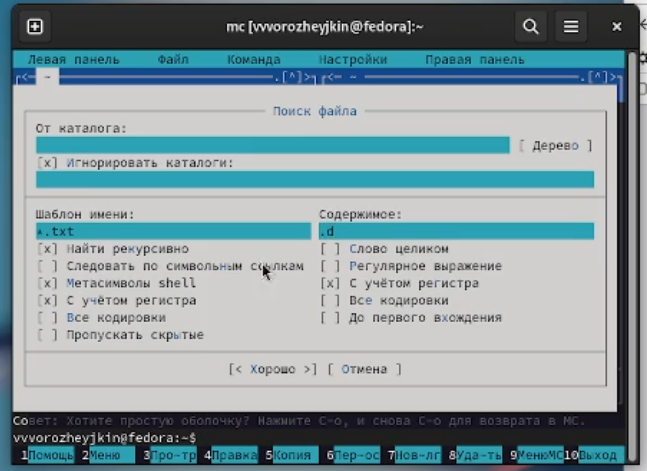 mc [vvvorozheyjkin@fedora]:~
Левая панель Файл Команда Настройки Правая панель
<— ~ .[^]> <— ~ .[^]>
Поиск файла
От каталога:
[ Дерево ]
[x] Игнорировать каталоги:
Шаблон имени: Содержимое:
*.txt .d
[x] Найти рекурсивно [ ] Слово целиком
[ ] Следовать по символьным ссылкам [ ] Регулярное выражение
[x] Метасимволы shell [x] С учётом регистра
[x] С учётом регистра [ ] Все кодировки
[ ] Все кодировки [ ] До первого вхождения
[ ] Пропускать скрытые
[< Хорошо >] [ Отмена ]
Совет: Хотите простую оболочку? Нажмите C-o, и снова C-o для возврата в MC.
vvvorozheyjkin@fedora:~$
1Помощь 2Меню 3Про-тр 4Правка 5Копия 6Пер-ос 7Нов-лг 8Уда-ть 9МенюMC 10Выход